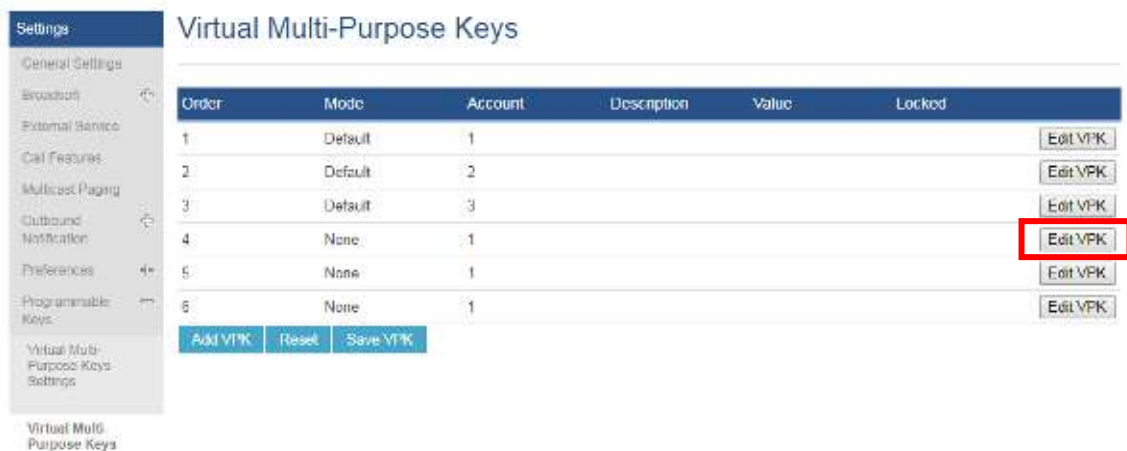 Settings
Virtual Multi-Purpose Keys
General Settings
Broadsoft
External Service
Call Features
Multicast Paging
Outbound
Notification
Preferences
Programmable
Keys
Virtual Multi-
Purpose Keys
Settings
Virtual Multi
Purpose Keys
Order Mode Account Description Value Locked
1 Default 1 Edit VPK
2 Default 2 Edit VPK
3 Default 3 Edit VPK
4 None 1 Edit VPK
5 None 1 Edit VPK
6 None 1 Edit VPK
Add VPK Reset Save VPK